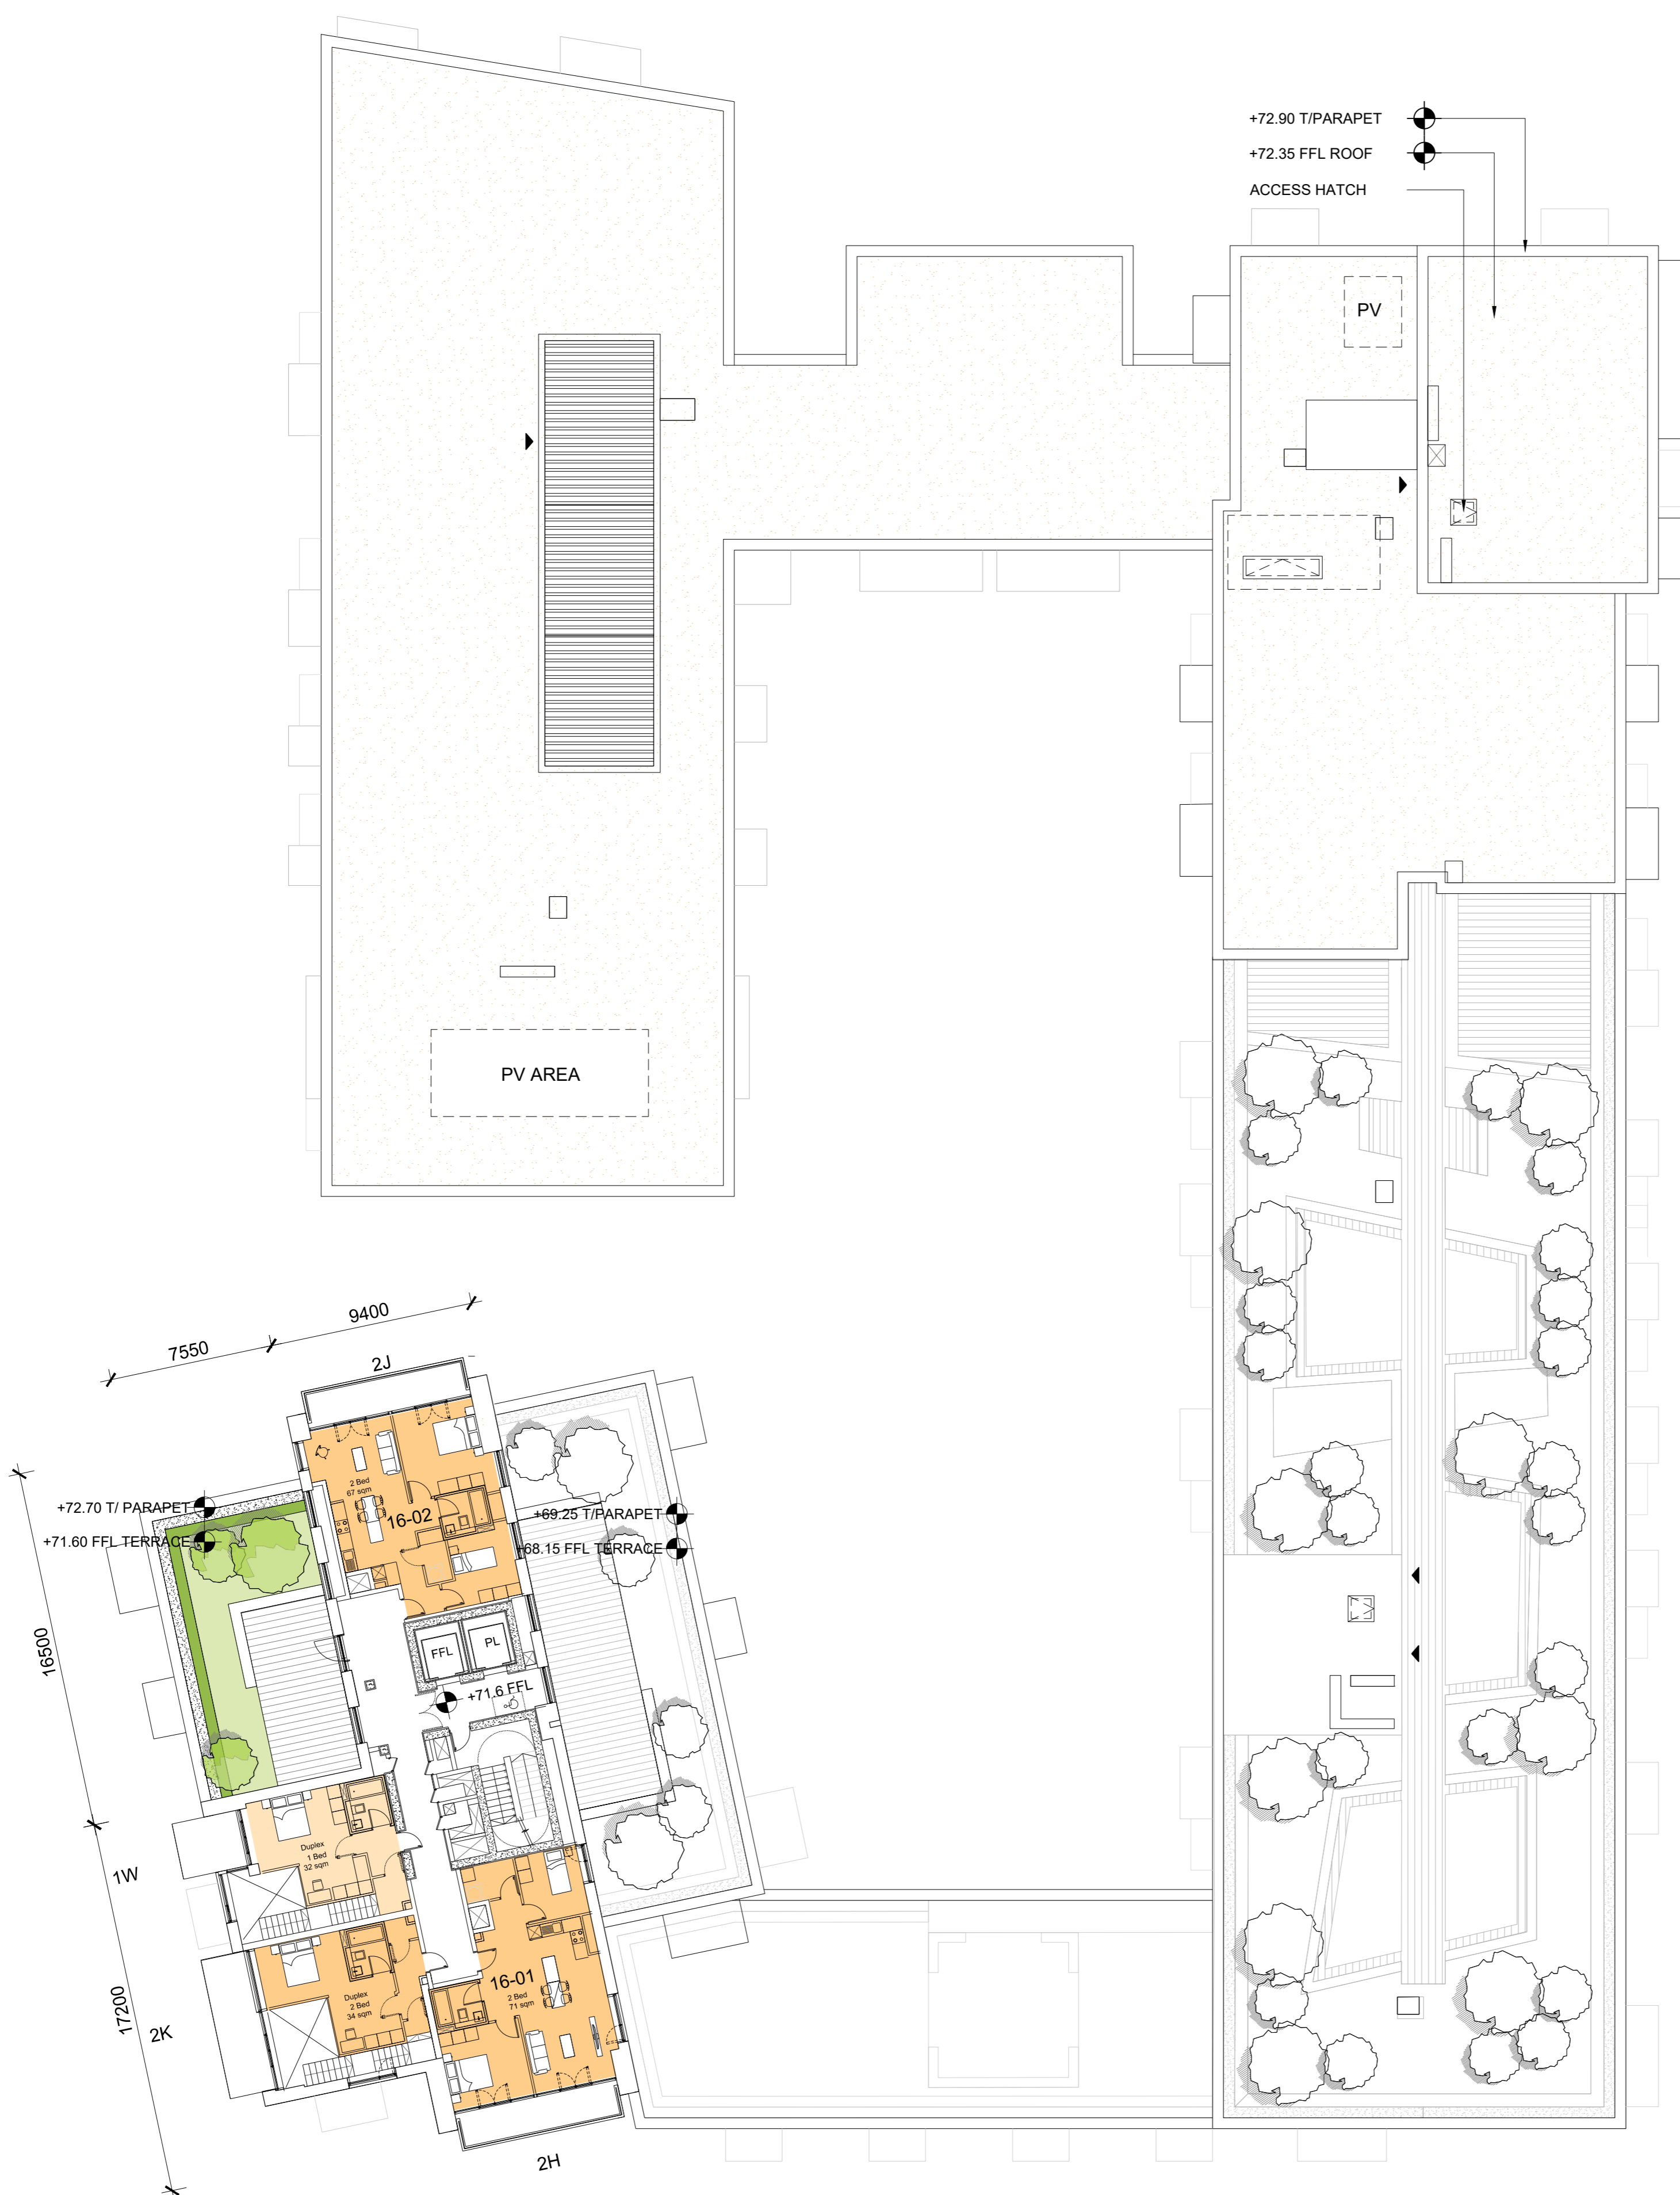 +72.90 T/PARAPET
+72.35 FFL ROOF
ACCESS HATCH
PV
PV AREA
9400
7550
2J
2 Bed
67 sqm
16-02
+72.70 T/ PARAPET
+71.60 FFL TERRACE
+69.25 T/PARAPET
+68.15 FFL TERRACE
16500
FFL
PL
+71.6 FFL
Duplex
1 Bed
32 sqm
1W
16-01
2 Bed
71 sqm
Duplex
2 Bed
34 sqm
17200
2K
2H